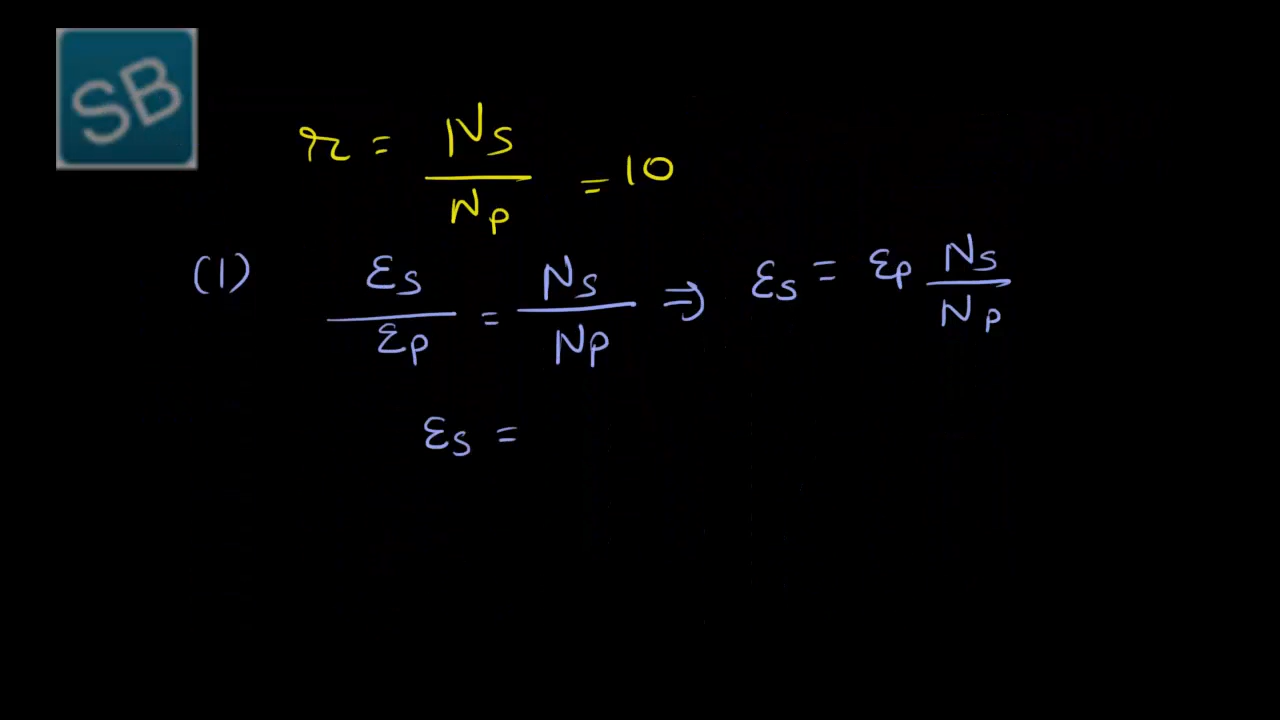 SB
r = Ns / Np = 10
(1) εs / εp = Ns / Np ⇒ εs = εp Ns / Np
εs =